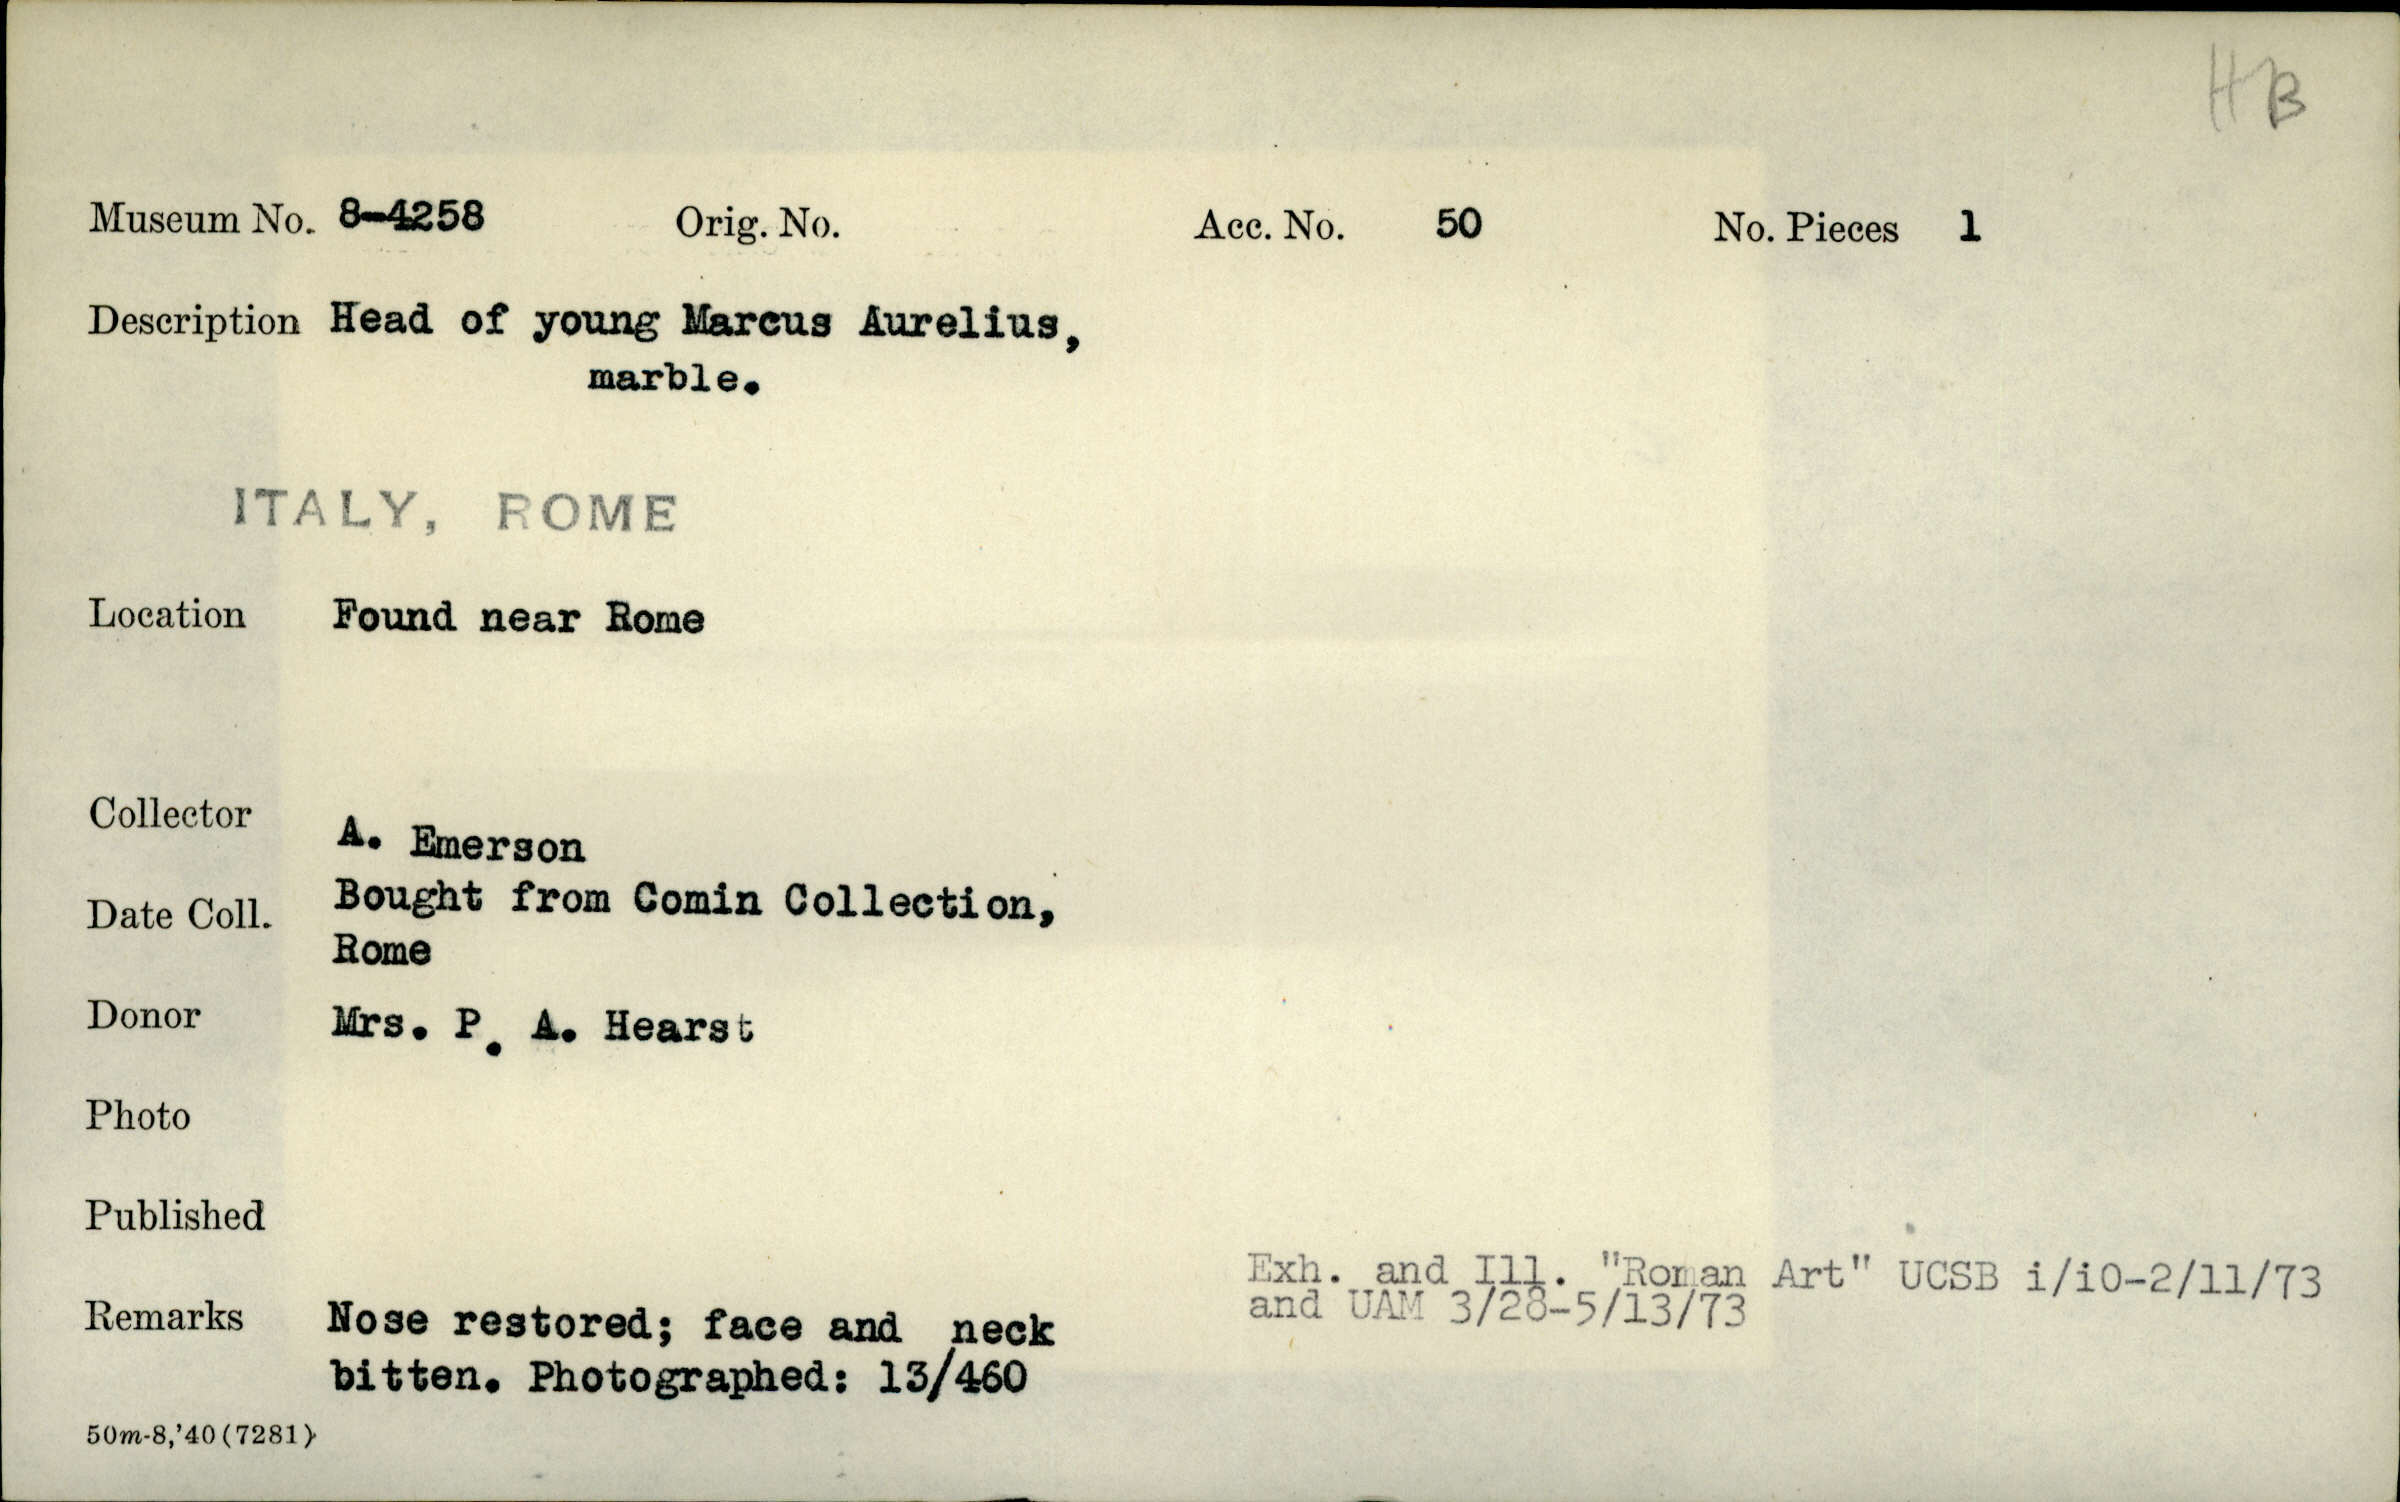 HB
Museum No. 8-4258 Orig. No. Acc. No. 50 No. Pieces 1
Description Head of young Marcus Aurelius,
marble.
ITALY, ROME
Location Found near Rome
Collector A. Emerson
Date Coll. Bought from Comin Collection,
Rome
Donor Mrs. P. A. Hearst
Photo
Published
Exh. and Ill. "Roman Art" UCSB i/i0-2/11/73
and UAM 3/28-5/13/73
Remarks Nose restored; face and neck
bitten. Photographed: 13/460
50m-8,'40(7281)